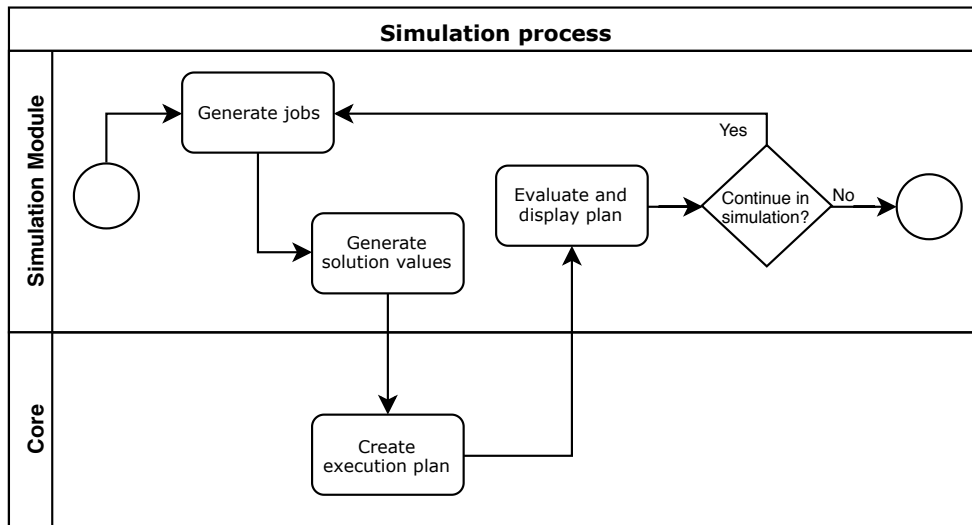 Simulation process
Simulation Module
Generate jobs
Yes
Evaluate and
display plan
Continue in
simulation?
No
Generate
solution values
Core
Create
execution plan